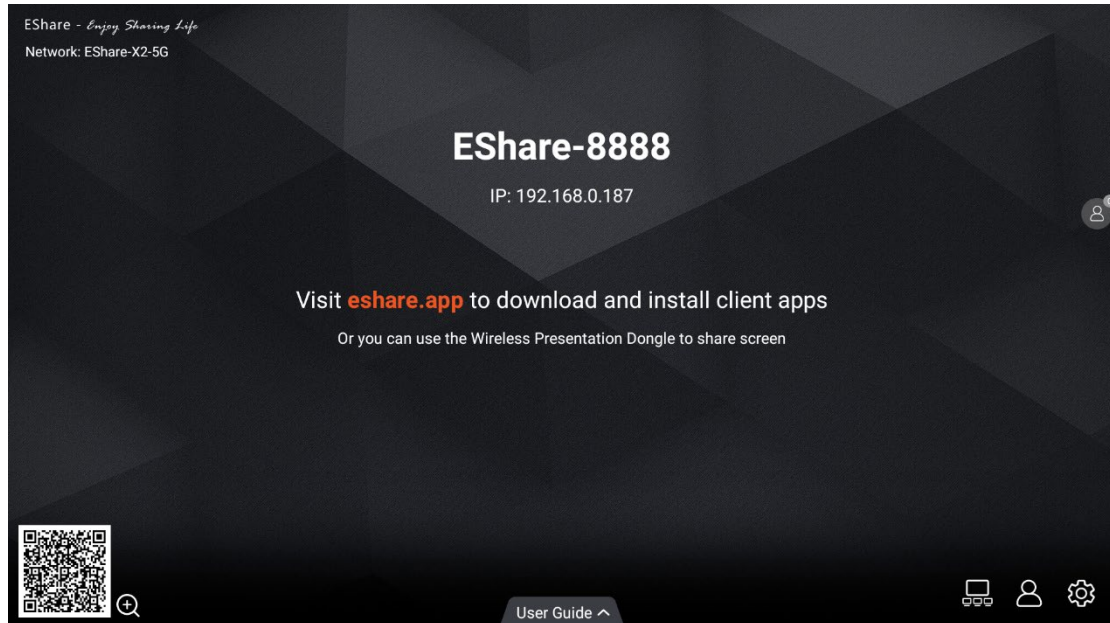 EShare - Enjoy Sharing Life
Network: EShare-X2-5G
EShare-8888
IP: 192.168.0.187
Visit eshare.app to download and install client apps
Or you can use the Wireless Presentation Dongle to share screen
User Guide